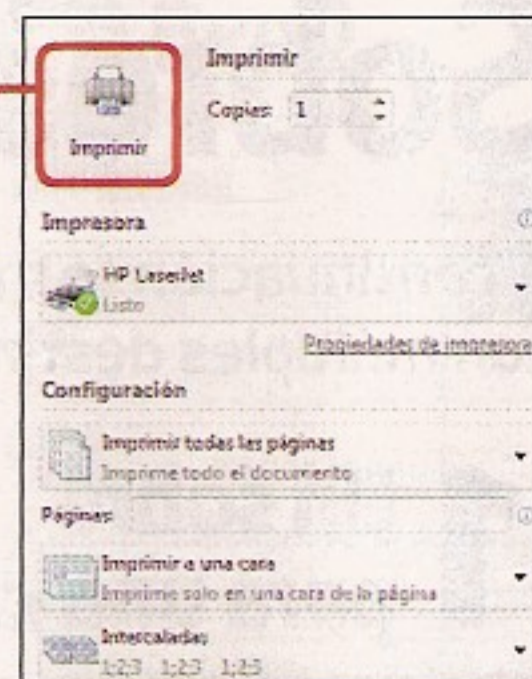 Imprimir
Copies: 1
Imprimir
Impresora
HP LaserJet
Listo
Propiedades de impresora
Configuración
Imprimir todas las páginas
Imprime todo el documento
Páginas:
Imprimir a una cara
Imprime solo en una cara de la página
Intercaladas
1;2;3 1;2;3 1;2;3